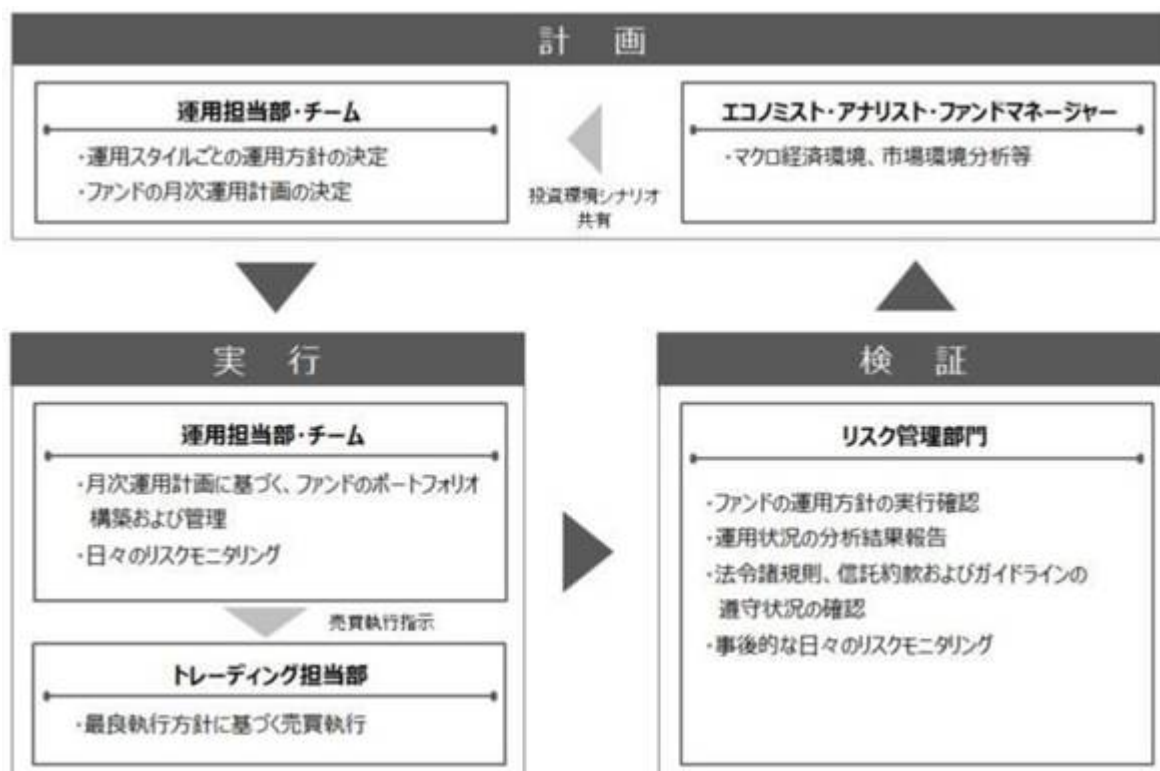 計 画
運用担当部・チーム
・運用スタイルごとの運用方針の決定
・ファンドの月次運用計画の決定
投資環境シナリオ
共有
エコノミスト・アナリスト・ファンドマネージャー
・マクロ経済環境、市場環境分析等
実 行
運用担当部・チーム
・月次運用計画に基づく、ファンドのポートフォリオ
構築および管理
・日々のリスクモニタリング
売買執行指示
トレーディング担当部
・最良執行方針に基づく売買執行
検 証
リスク管理部門
・ファンドの運用方針の実行確認
・運用状況の分析結果報告
・法令諸規則、信託約款およびガイドラインの
遵守状況の確認
・事後的な日々のリスクモニタリング